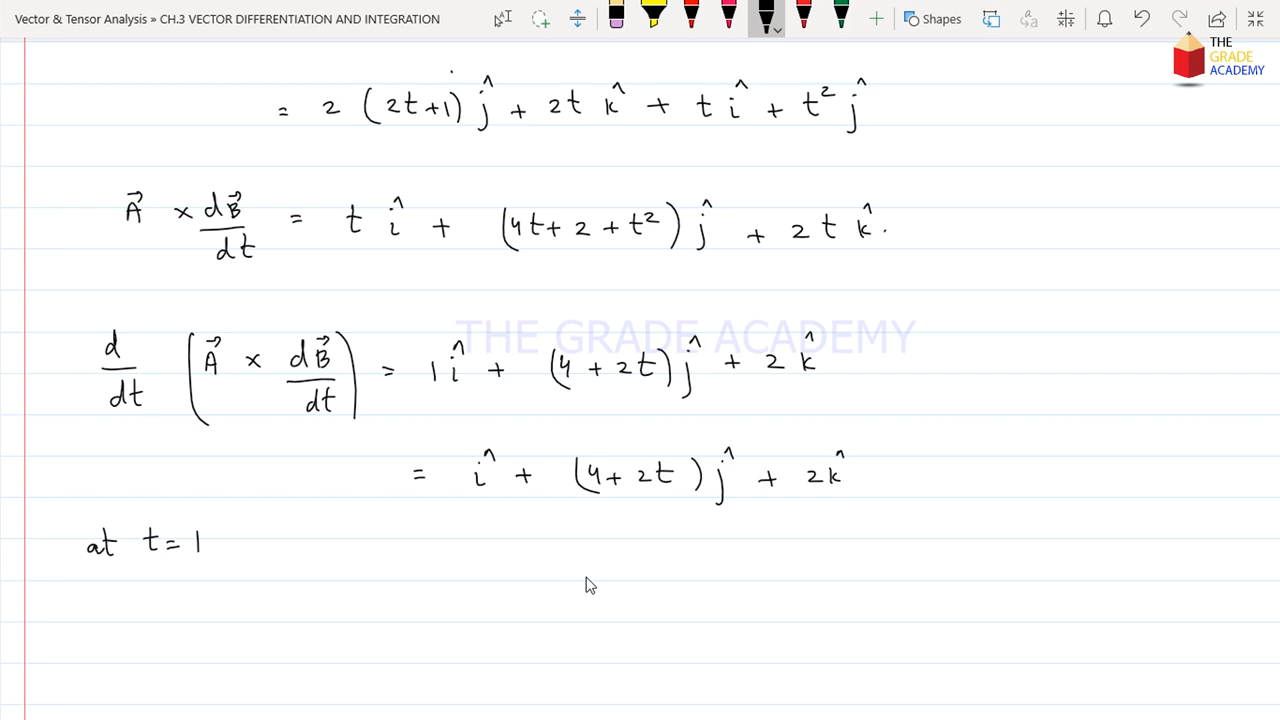 Vector & Tensor Analysis » CH.3 VECTOR DIFFERENTIATION AND INTEGRATION
Shapes
THE GRADE ACADEMY
= 2 (2t+1) ĵ + 2t k̂ + t î + t² ĵ
A⃗ × dB⃗/dt = t î + (4t + 2 + t²) ĵ + 2t k̂.
THE GRADE ACADEMY
d/dt (A⃗ × dB⃗/dt) = 1 î + (4 + 2t) ĵ + 2 k̂
= î + (4 + 2t) ĵ + 2k̂
at t = 1